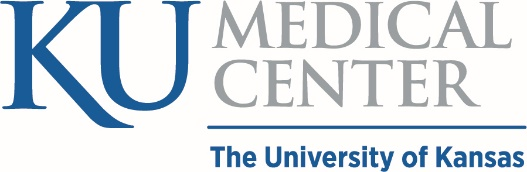 KU MEDICAL
CENTER
The University of Kansas